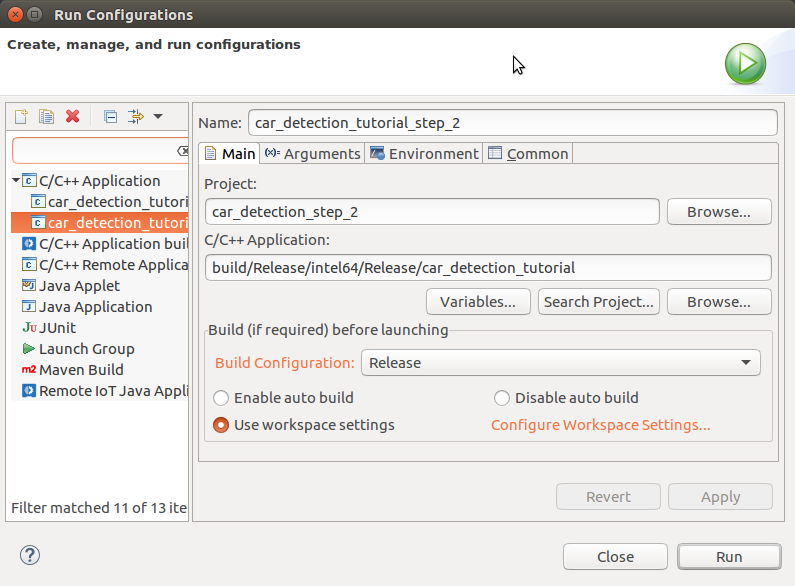 Run Configurations
Create, manage, and run configurations
Name: car_detection_tutorial_step_2
Main (x)= Arguments Environment Common
Project:
car_detection_step_2 Browse...
C/C++ Application:
build/Release/intel64/Release/car_detection_tutorial
Variables... Search Project... Browse...
Build (if required) before launching
Build Configuration: Release
Enable auto build Disable auto build
Use workspace settings Configure Workspace Settings...
C/C++ Application
car_detection_tutori
car_detection_tutori
C/C++ Application buil
C/C++ Remote Applica
Java Applet
Java Application
Ju JUnit
Launch Group
m2 Maven Build
Remote IoT Java Appli
Filter matched 11 of 13 ite
Revert Apply
? Close Run